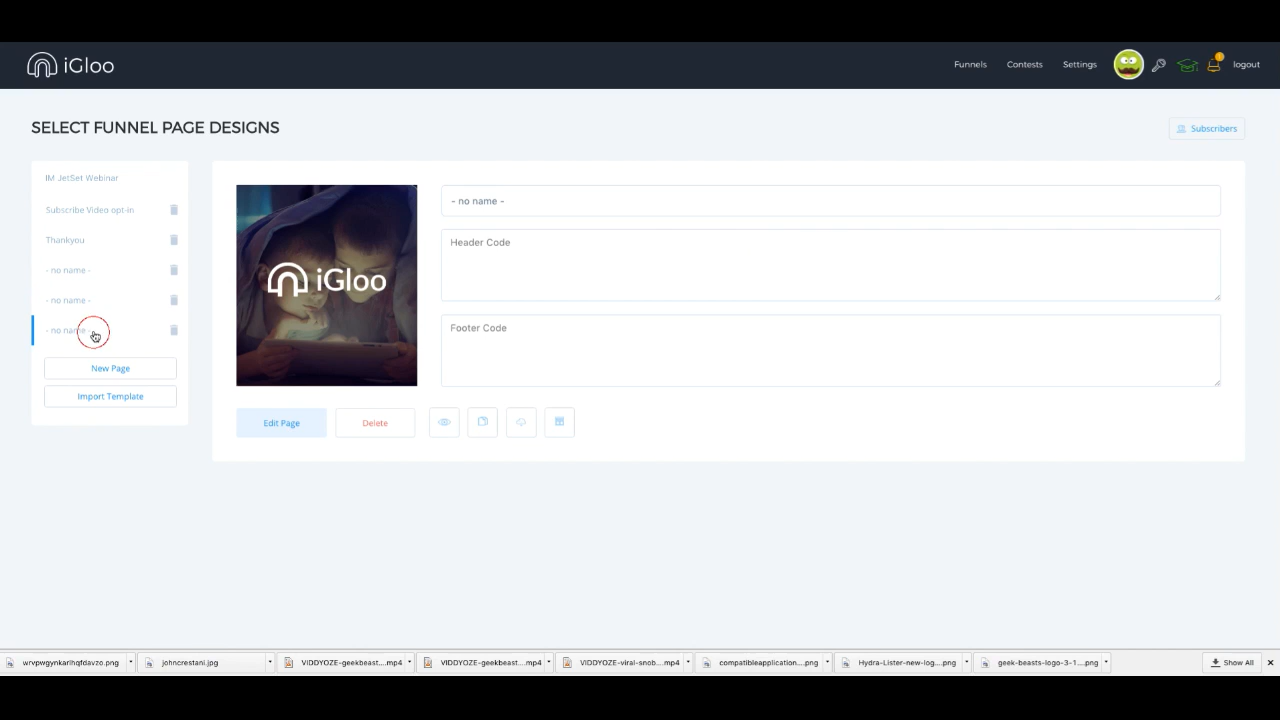 iGloo
Funnels
Contests
Settings
1
logout
SELECT FUNNEL PAGE DESIGNS
Subscribers
IM JetSet Webinar
Subscribe Video opt-in
Thankyou
- no name -
- no name -
- no name -
New Page
Import Template
iGloo
- no name -
Header Code
Footer Code
Edit Page
Delete
wrvpwgynkarlhqfdavzo.png
johncrestani.jpg
VIDDYOZE-geekbeast....mp4
VIDDYOZE-geekbeast....mp4
VIDDYOZE-viral-snob....mp4
compatibleapplication....png
Hydra-Lister-new-log....png
geek-beasts-logo-3-1....png
Show All